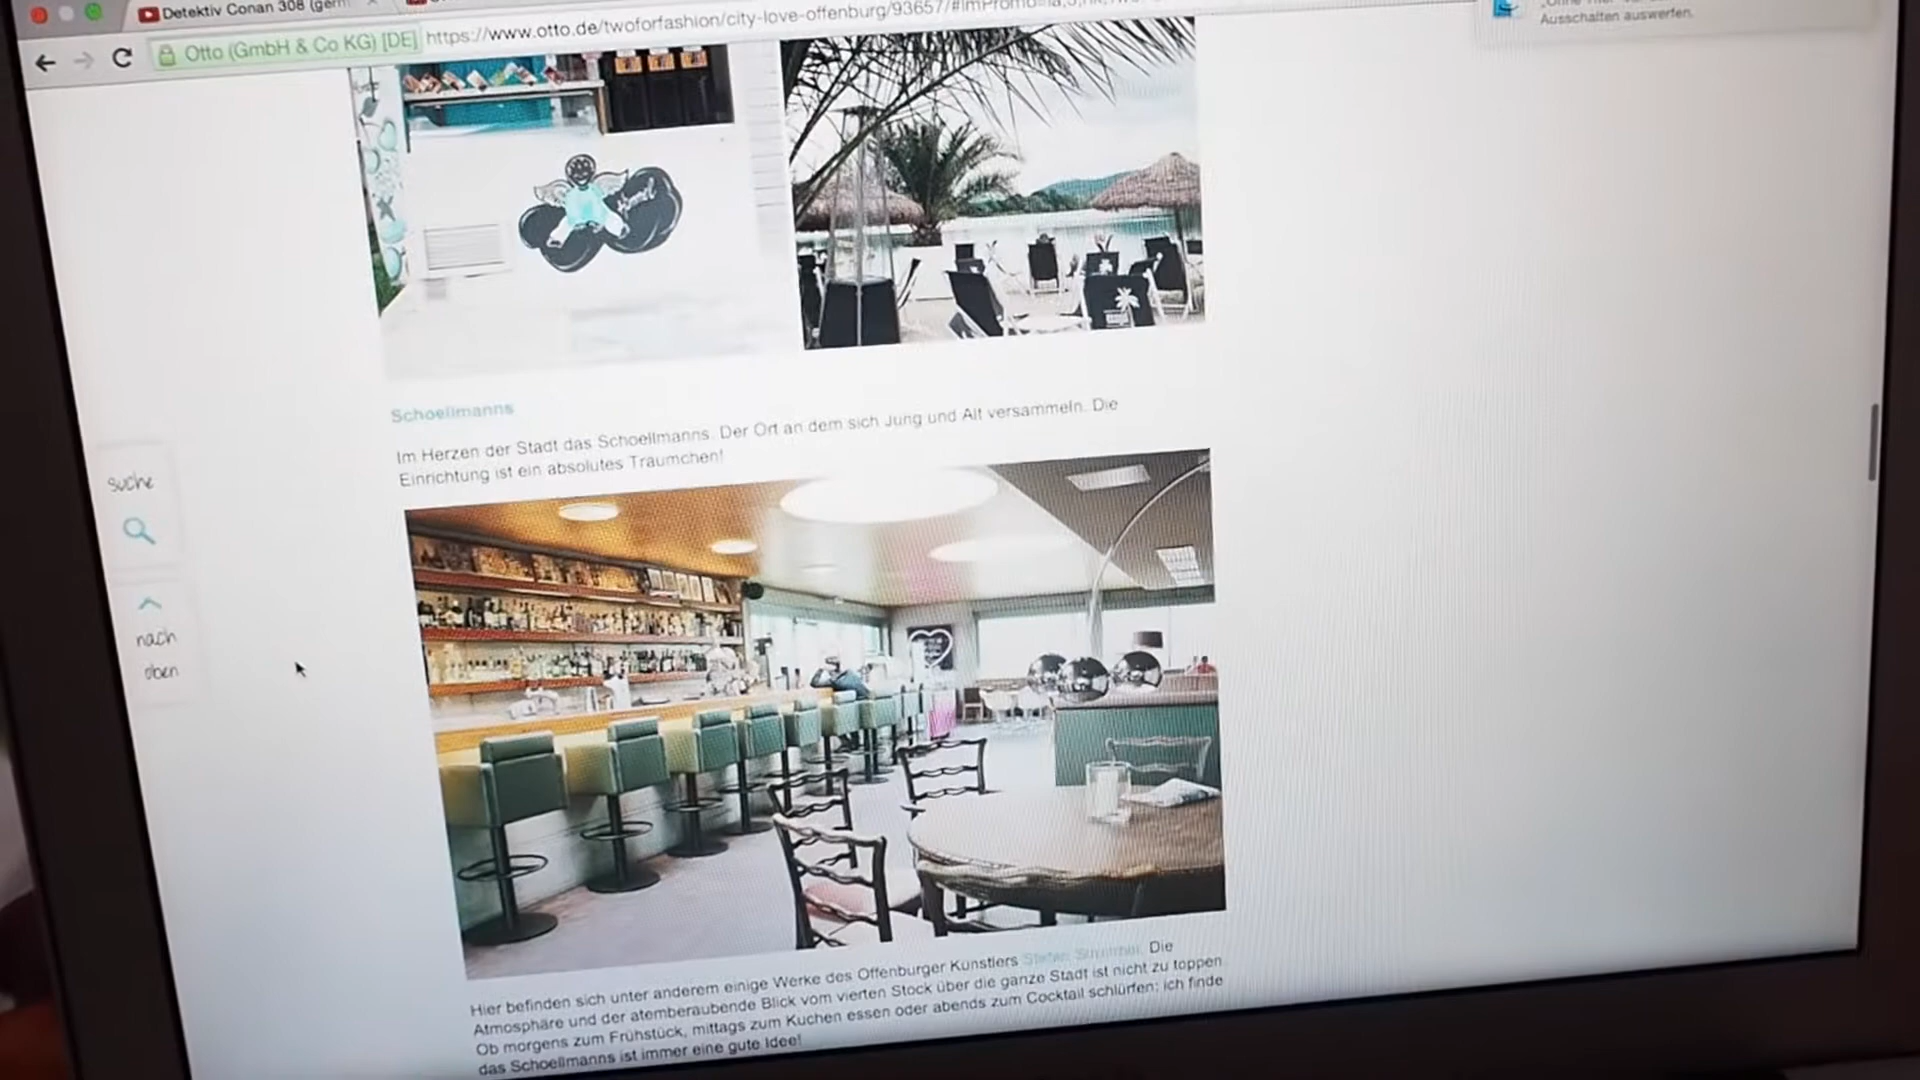 Detektiv Conan 308 (ger
Ausschalten auswerfen.
Otto (GmbH & Co KG) [DE] https://www.otto.de/twoforfashion/city-love-offenburg/93657/#
Schoellmanns
Im Herzen der Stadt das Schoellmanns. Der Ort an dem sich Jung und Alt versammeln. Die
Einrichtung ist ein absolutes Träumchen!
suche
nach
oben
Hier befinden sich unter anderem einige Werke des Offenburger Künstlers Die
Atmosphäre und der atemberaubende Blick vom vierten Stock über die ganze Stadt ist nicht zu toppen.
Ob morgens zum Frühstück, mittags zum Kuchen essen oder abends zum Cocktail schlürfen: ich finde
das Schoellmanns ist immer eine gute Idee!